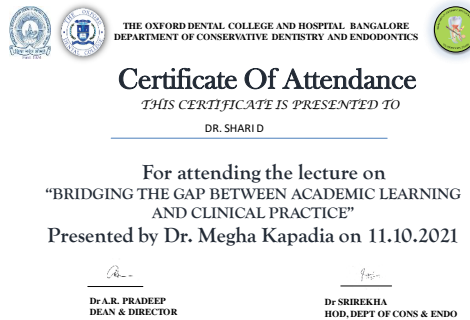 THE OXFORD DENTAL COLLEGE AND HOSPITAL BANGALORE
DEPARTMENT OF CONSERVATIVE DENTISTRY AND ENDODONTICS
Certificate Of Attendance
THIS CERTIFICATE IS PRESENTED TO
DR. SHARI D
For attending the lecture on
“BRIDGING THE GAP BETWEEN ACADEMIC LEARNING
AND CLINICAL PRACTICE”
Presented by Dr. Megha Kapadia on 11.10.2021
Dr A.R. PRADEEP
DEAN & DIRECTOR
Dr SRIREKHA
HOD, DEPT OF CONS & ENDO